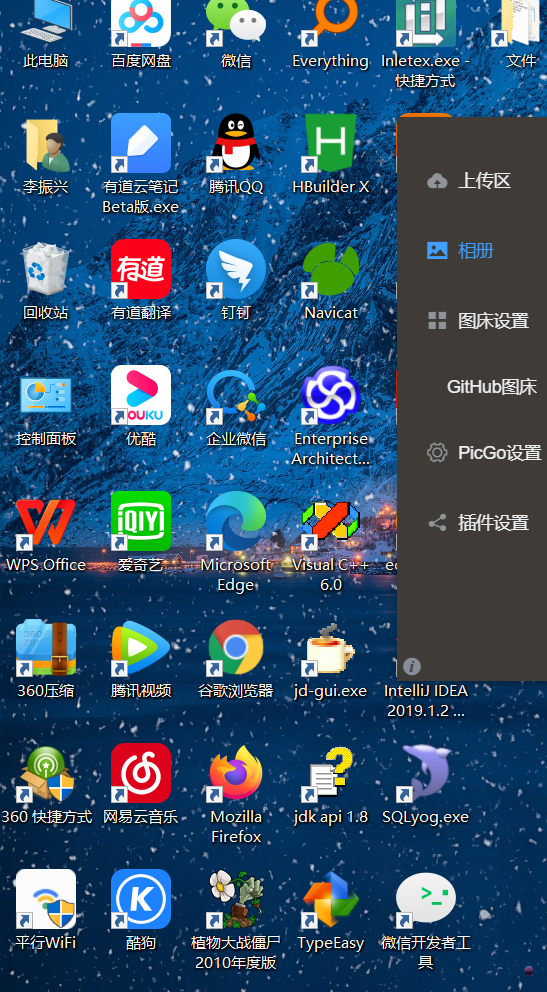 此电脑
百度网盘
微信
Everything
Inletex.exe -
快捷方式
文件
李振兴
有道云笔记
Beta版.exe
腾讯QQ
HBuilder X
回收站
有道
有道翻译
钉钉
Navicat
控制面板
YOUKU
优酷
企业微信
Enterprise
Architect...
WPS Office
iQIYI
爱奇艺
Microsoft
Edge
Visual C++
6.0
ec
360
360压缩
腾讯视频
谷歌浏览器
jd-gui.exe
IntelliJ IDEA
2019.1.2 ...
360 快捷方式
网易云音乐
Mozilla
Firefox
jdk api 1.8
SQLyog.exe
平行WiFi
酷狗
植物大战僵尸
2010年度版
TypeEasy
微信开发者工
具
上传区
相册
图床设置
GitHub图床
PicGo设置
插件设置